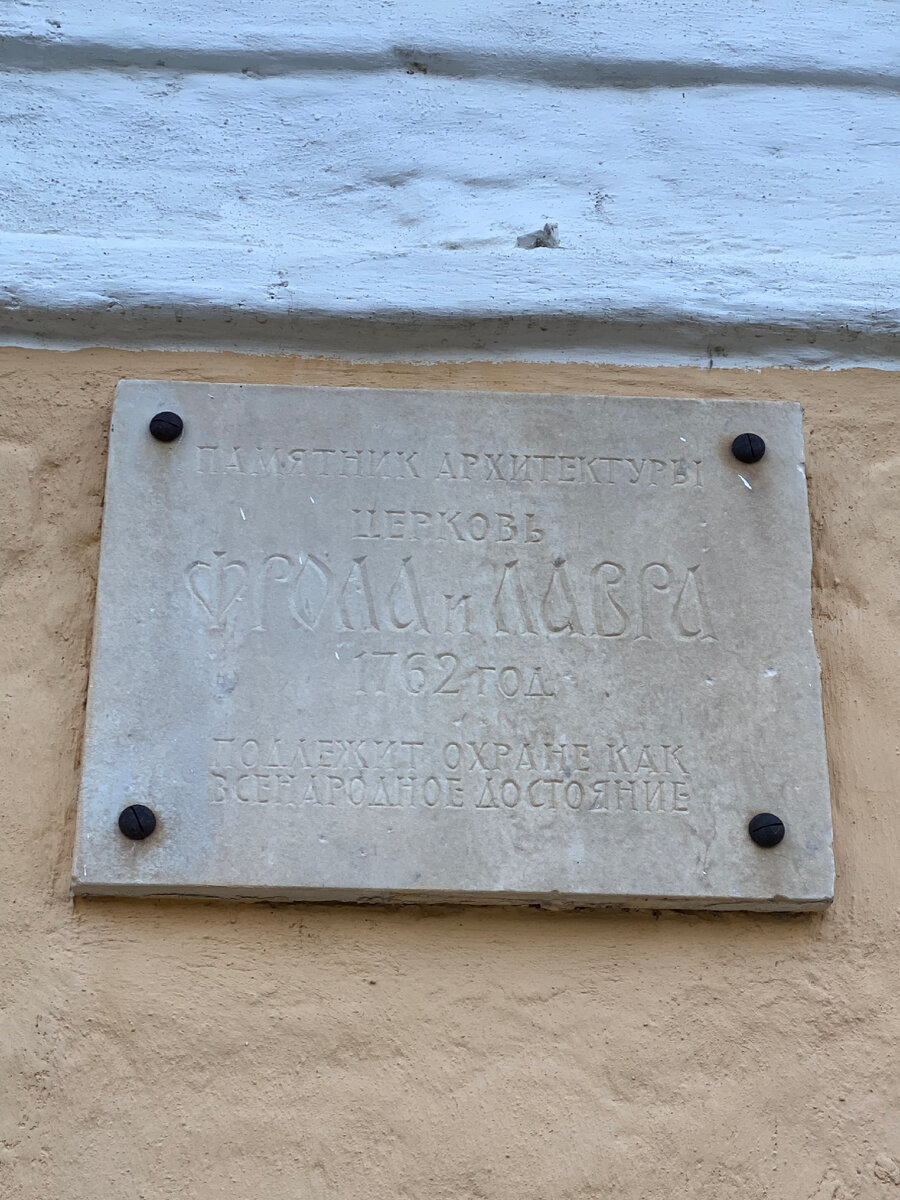 ПАМЯТНИК АРХИТЕКТУРЫ
ЦЕРКОВЬ
ФРОЛА И ЛАВРА
1762 ГОД.
ПОДЛЕЖИТ ОХРАНЕ КАК
ВСЕНАРОДНОЕ ДОСТОЯНИЕ